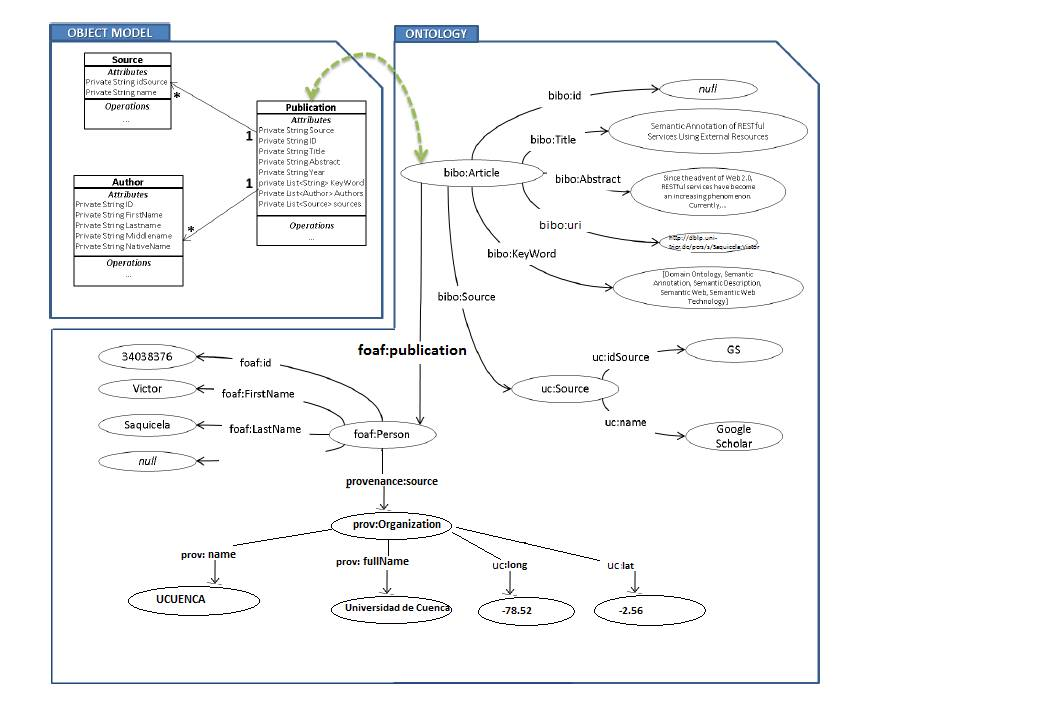 OBJECT MODEL
Source
Attributes
Private String idSource
Private String name
Operations
...
*
1
Publication
Attributes
Private String Source
Private String ID
Private String Title
Private String Abstract
Private String Year
private List<String> KeyWord
Private List<Author> Authors
Private List<Source> sources
Operations
...
1
*
Author
Attributes
Private String ID
Private String FirstName
Private String Lastname
Private String Middlename
Private String NativeName
Operations
...
ONTOLOGY
bibo:Article
bibo:id
null
bibo:Title
Semantic Annotation of RESTful
Services Using External Resources
bibo:Abstract
Since the advent of Web 2.0,
RESTful services have become
an increasing phenomenon.
Currently,...
bibo:uri
http://dblp.uni-
trier.de/pers/s/Saquicela:Victor
bibo:KeyWord
[Domain Ontology, Semantic
Annotation, Semantic Description,
Semantic Web, Semantic Web
Technology]
bibo:Source
foaf:publication
uc:Source
uc:idSource
GS
uc:name
Google
Scholar
34038376
foaf:id
Victor
foaf:FirstName
Saquicela
foaf:LastName
foaf:Person
null
provenance:source
prov:Organization
prov: name
UCUENCA
prov: fullName
Universidad de Cuenca
uc:long
-78.52
uc:lat
-2.56